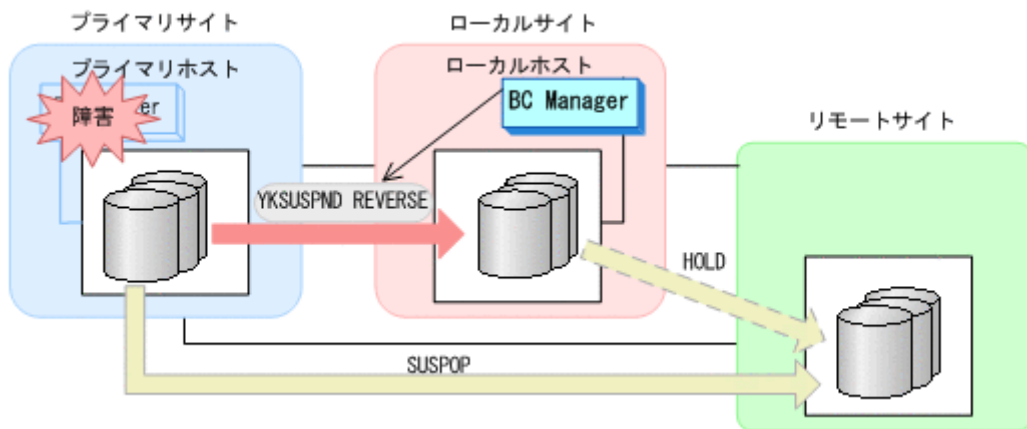 プライマリサイト
ローカルサイト
プライマリホスト
ローカルホスト
障害
er
BC Manager
リモートサイト
YKSUSPND REVERSE
HOLD
SUSPOP